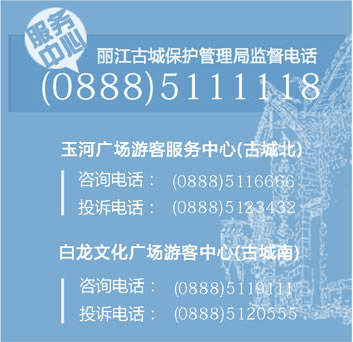 服务
中心
丽江古城保护管理局监督电话
(0888)5111118
玉河广场游客服务中心(古城北)
咨询电话： (0888)5116666
投诉电话： (0888)5123432
白龙文化广场游客中心(古城南)
咨询电话： (0888)5119111
投诉电话： (0888)5120555